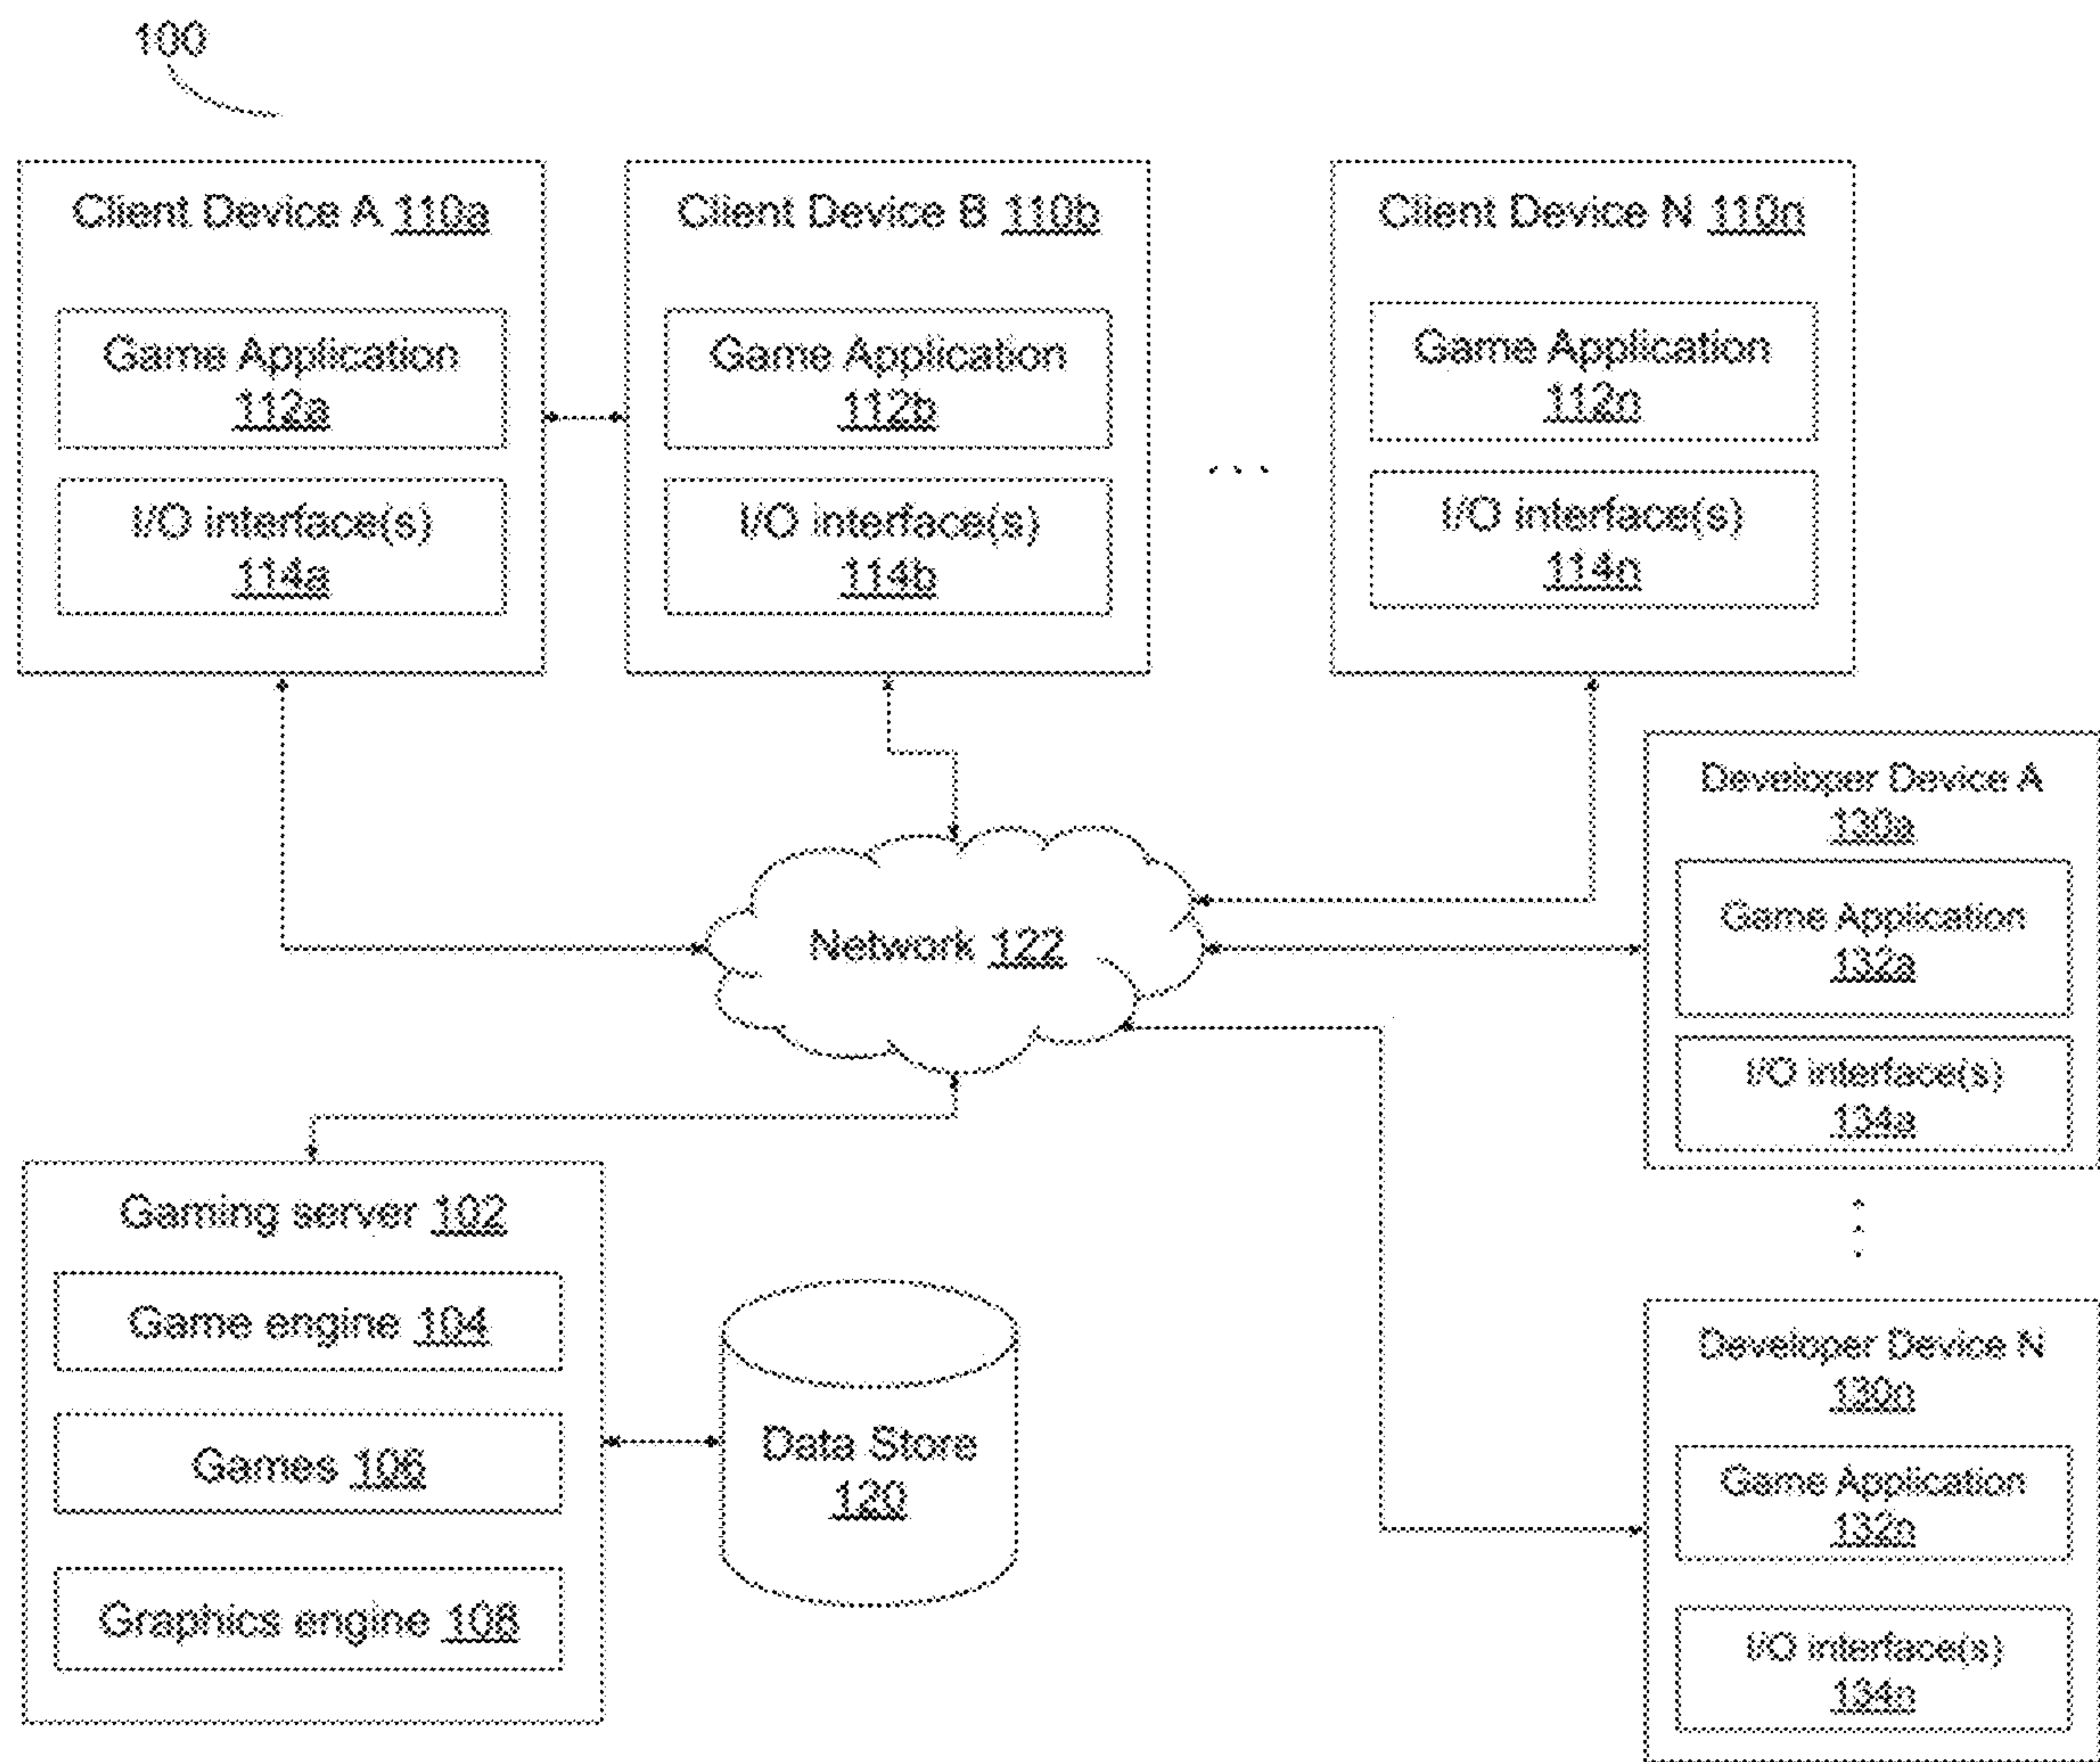 100
Client Device A 110a
Game Application
112a
I/O interface(s)
114a
Client Device B 110b
Game Application
112b
I/O interface(s)
114b
. . .
Client Device N 110n
Game Application
112n
I/O interface(s)
114n
Network 122
Developer Device A
130a
Game Application
132a
I/O interface(s)
134a
Gaming server 102
Game engine 104
Games 106
Graphics engine 108
Data Store
120
Developer Device N
130n
Game Application
132n
I/O interface(s)
134n